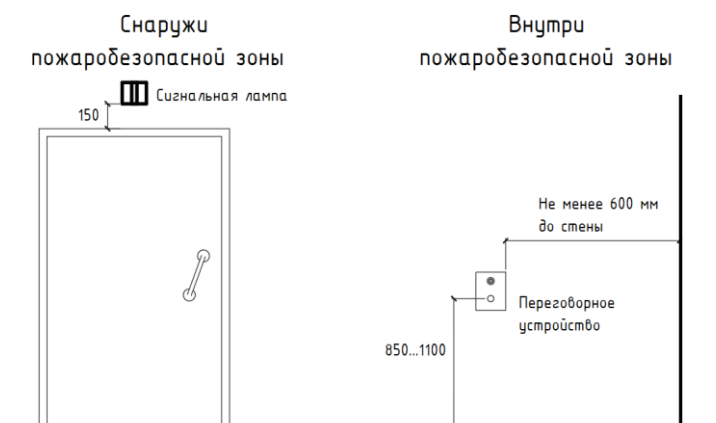 Снаружи
пожаробезопасной зоны
Сигнальная лампа
150
Внутри
пожаробезопасной зоны
Не менее 600 мм
до стены
Переговорное
устройство
850...1100